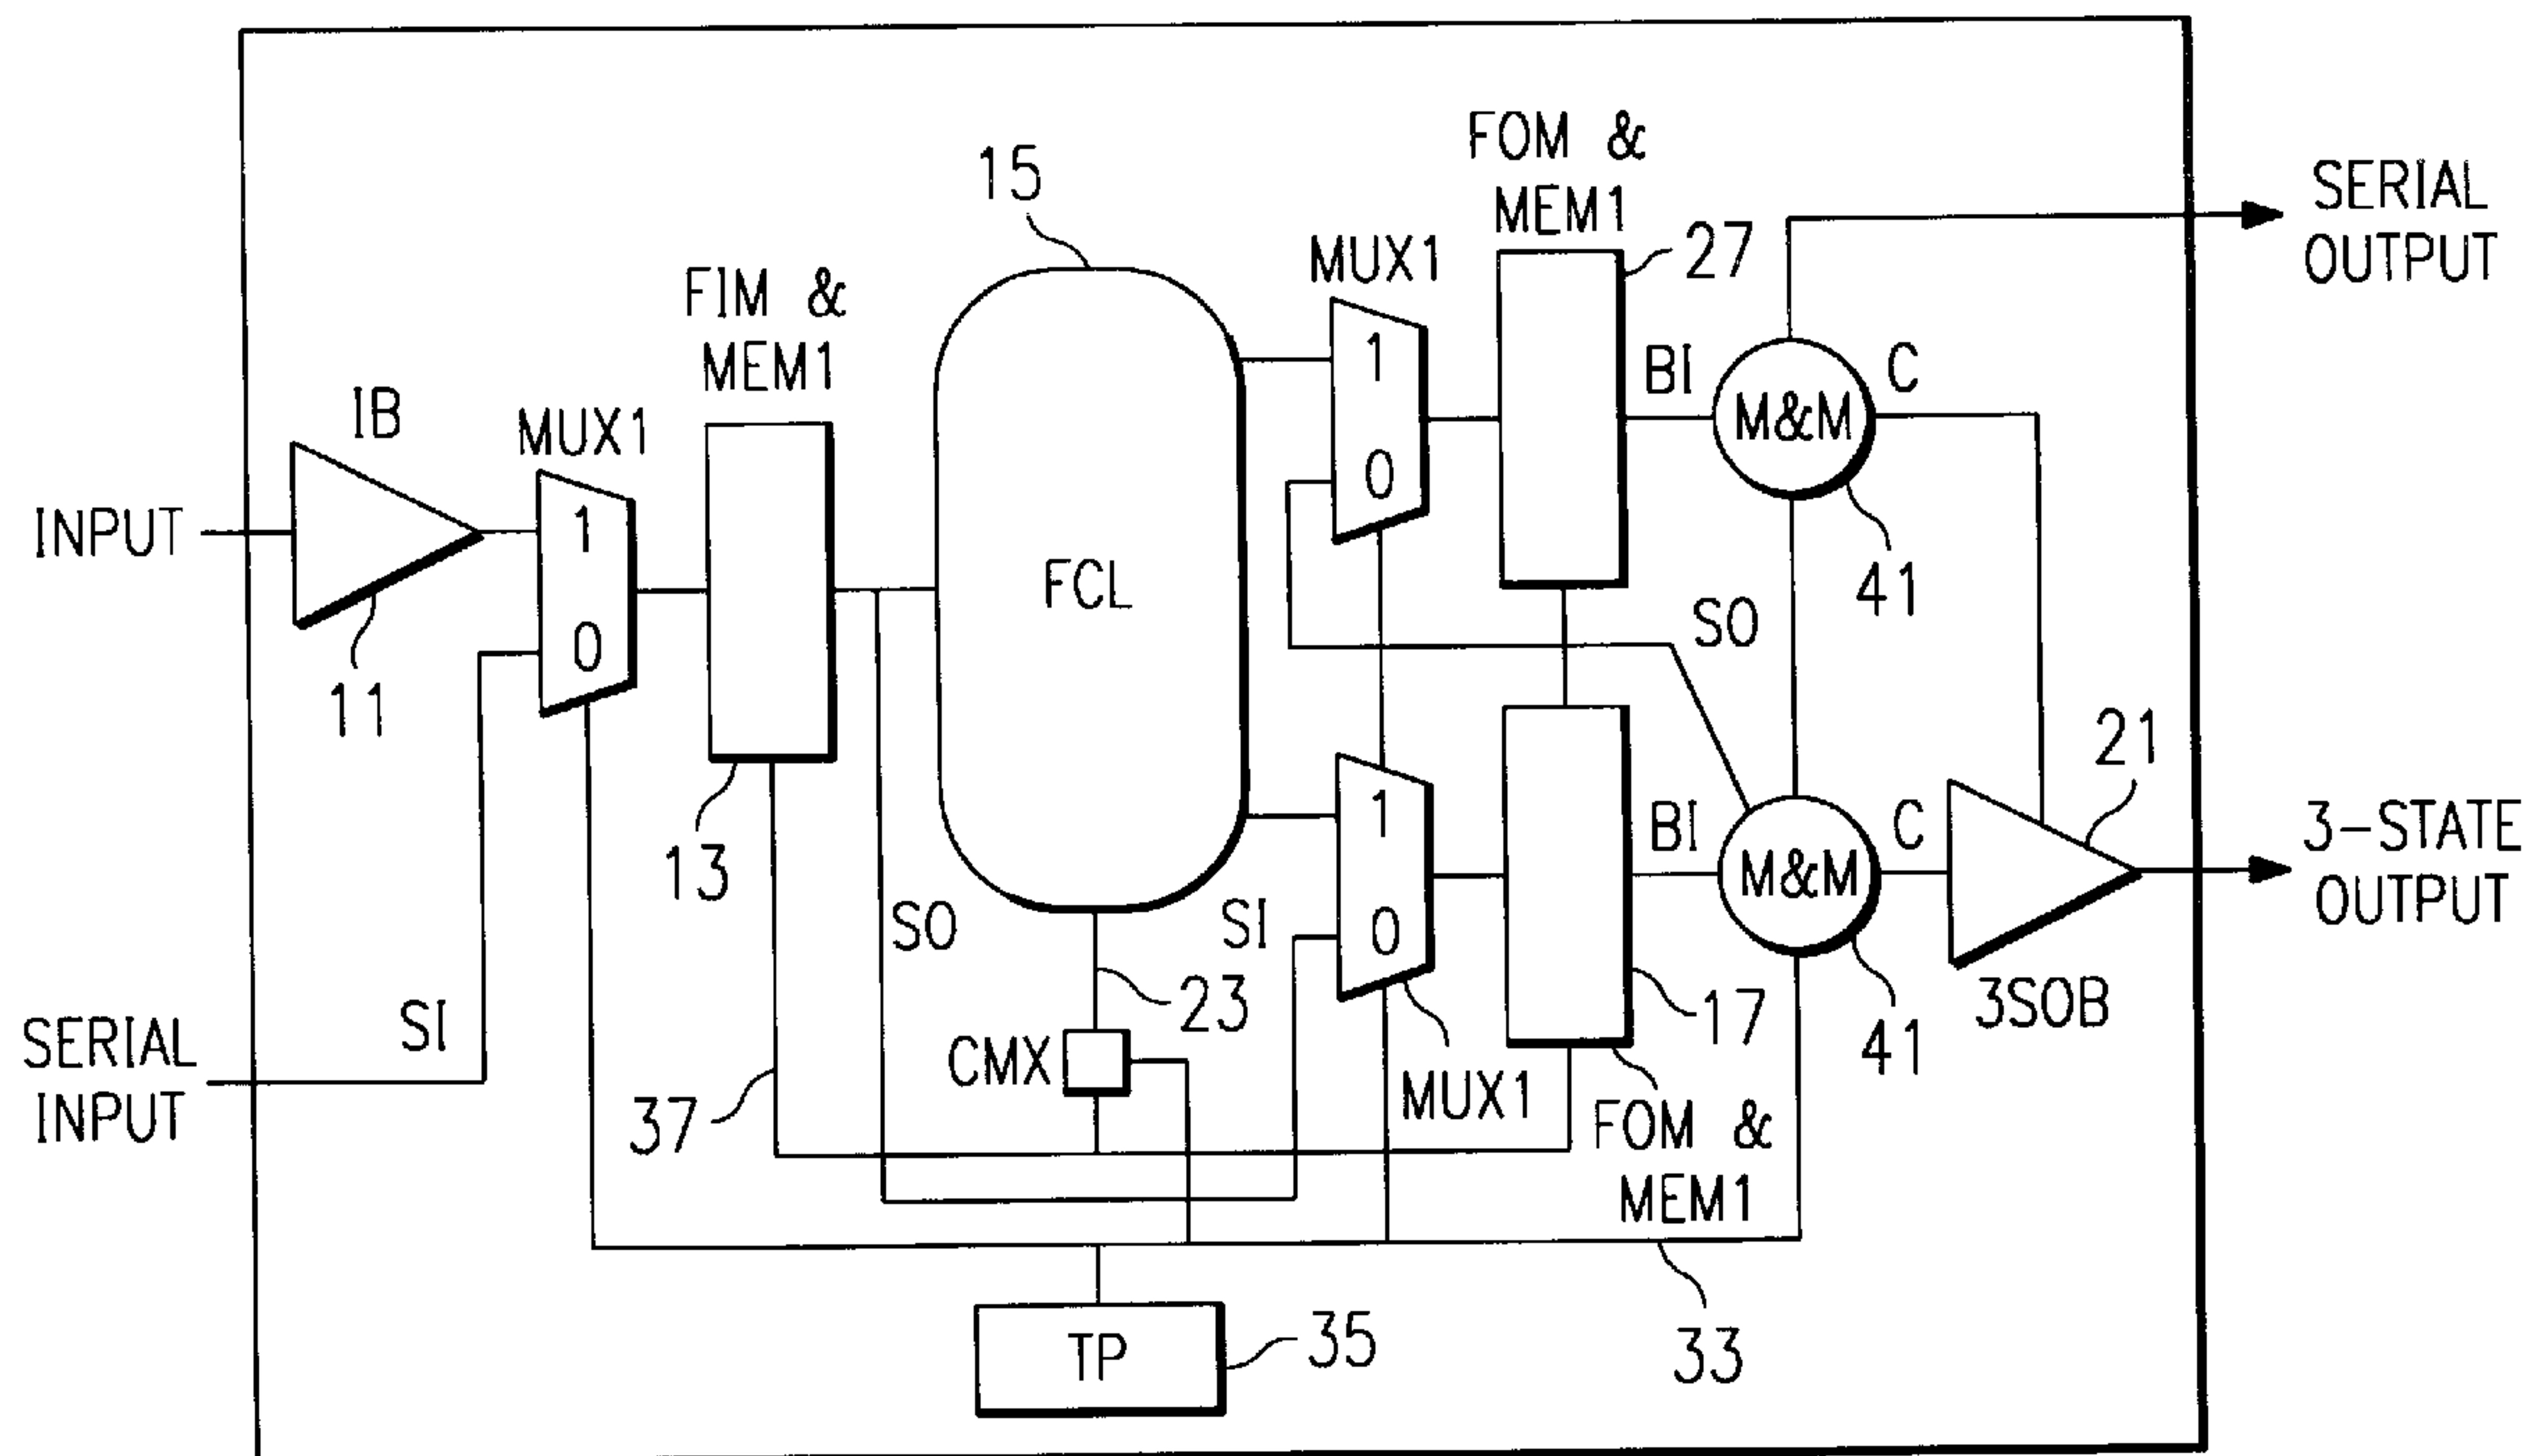 FOM &
MEM1
15
SERIAL
OUTPUT
27
MUX1
FIM &
MEM1
1
0
BI
M&M
C
IB
MUX1
41
INPUT
1
0
FCL
SO
11
21
13
1
0
BI
M&M
C
3-STATE
OUTPUT
SO
SI
23
17
3SOB
41
SI
SERIAL
INPUT
CMX
MUX1
37
FOM &
MEM1
TP
35
33